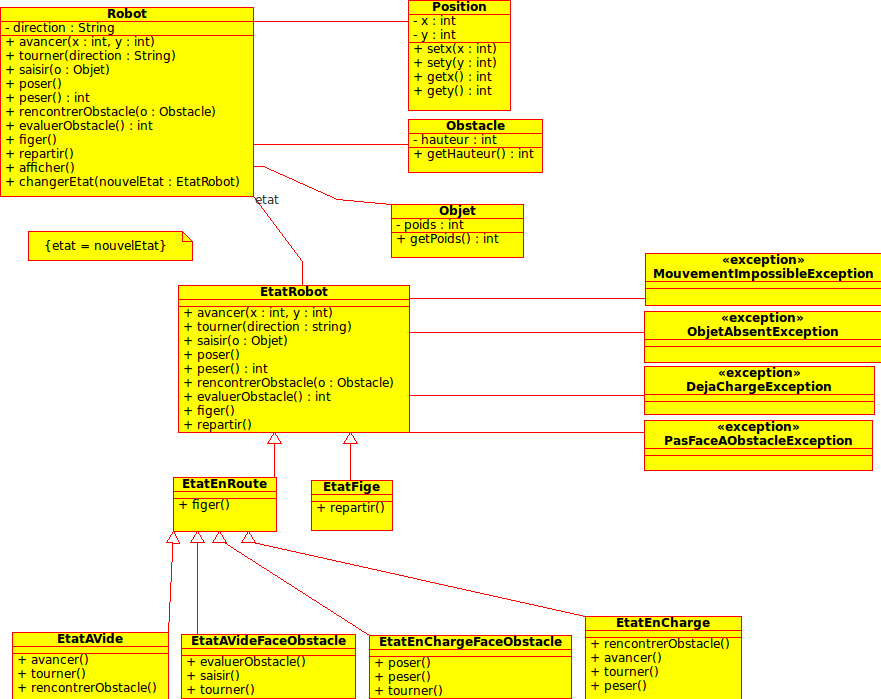 Robot
- direction : String
+ avancer(x : int, y : int)
+ tourner(direction : String)
+ saisir(o : Objet)
+ poser()
+ peser() : int
+ rencontrerObstacle(o : Obstacle)
+ evaluerObstacle() : int
+ figer()
+ repartir()
+ afficher()
+ changerEtat(nouvelEtat : EtatRobot)
Position
- x : int
- y : int
+ setx(x : int)
+ sety(y : int)
+ getx() : int
+ gety() : int
Obstacle
- hauteur : int
+ getHauteur() : int
etat
Objet
- poids : int
+ getPoids() : int
{etat = nouvelEtat}
EtatRobot
+ avancer(x : int, y : int)
+ tourner(direction : string)
+ saisir(o : Objet)
+ poser()
+ peser() : int
+ rencontrerObstacle(o : Obstacle)
+ evaluerObstacle() : int
+ figer()
+ repartir()
«exception»
MouvementImpossibleException
«exception»
ObjetAbsentException
«exception»
DejaChargeException
«exception»
PasFaceAObstacleException
EtatEnRoute
+ figer()
EtatFige
+ repartir()
EtatAVide
+ avancer()
+ tourner()
+ rencontrerObstacle()
EtatAVideFaceObstacle
+ evaluerObstacle()
+ saisir()
+ tourner()
EtatEnChargeFaceObstacle
+ poser()
+ peser()
+ tourner()
EtatEnCharge
+ rencontrerObstacle()
+ avancer()
+ tourner()
+ peser()